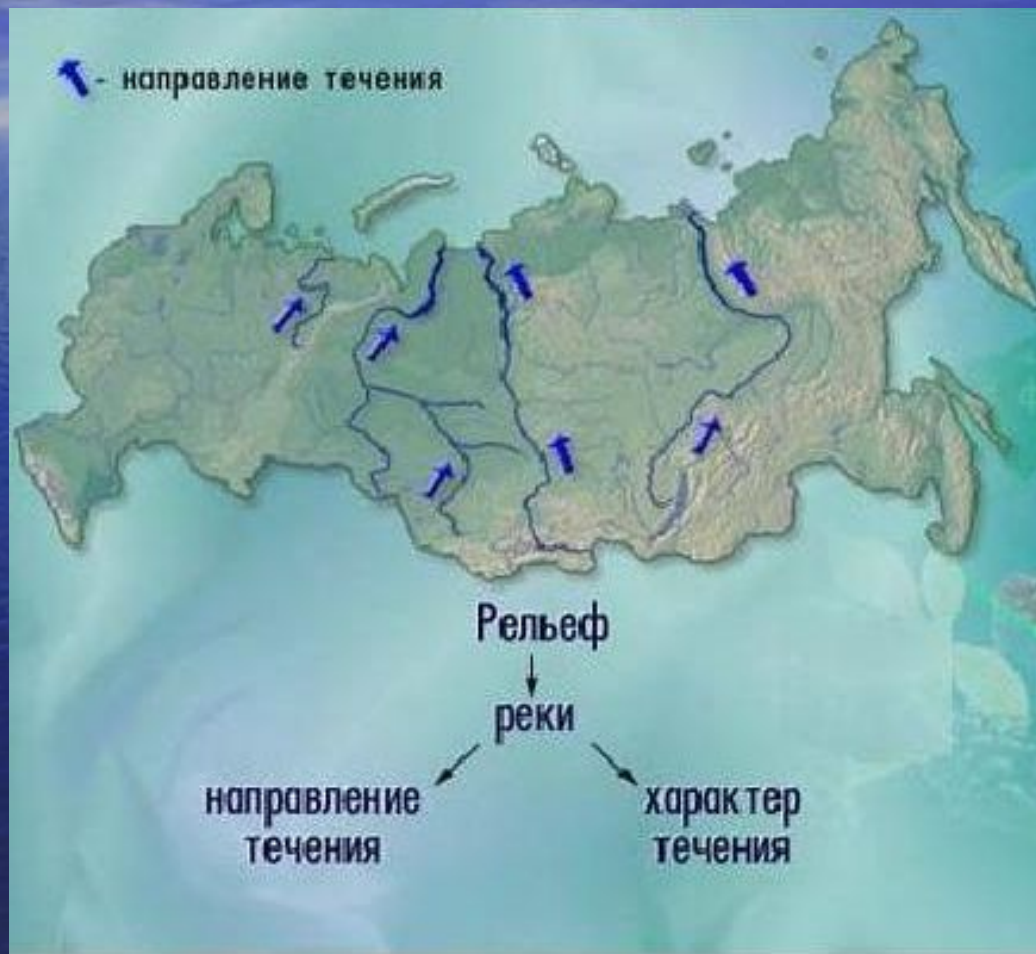 - направление течения
Рельеф
реки
направление
течения
характер
течения